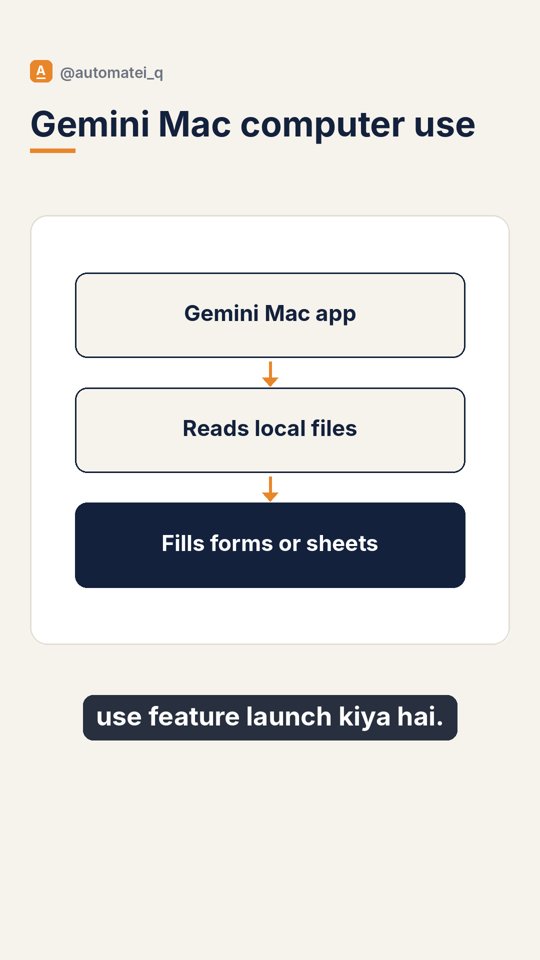 A
@automatei_q
Gemini Mac computer use
Gemini Mac app
Reads local files
Fills forms or sheets
use feature launch kiya hai.